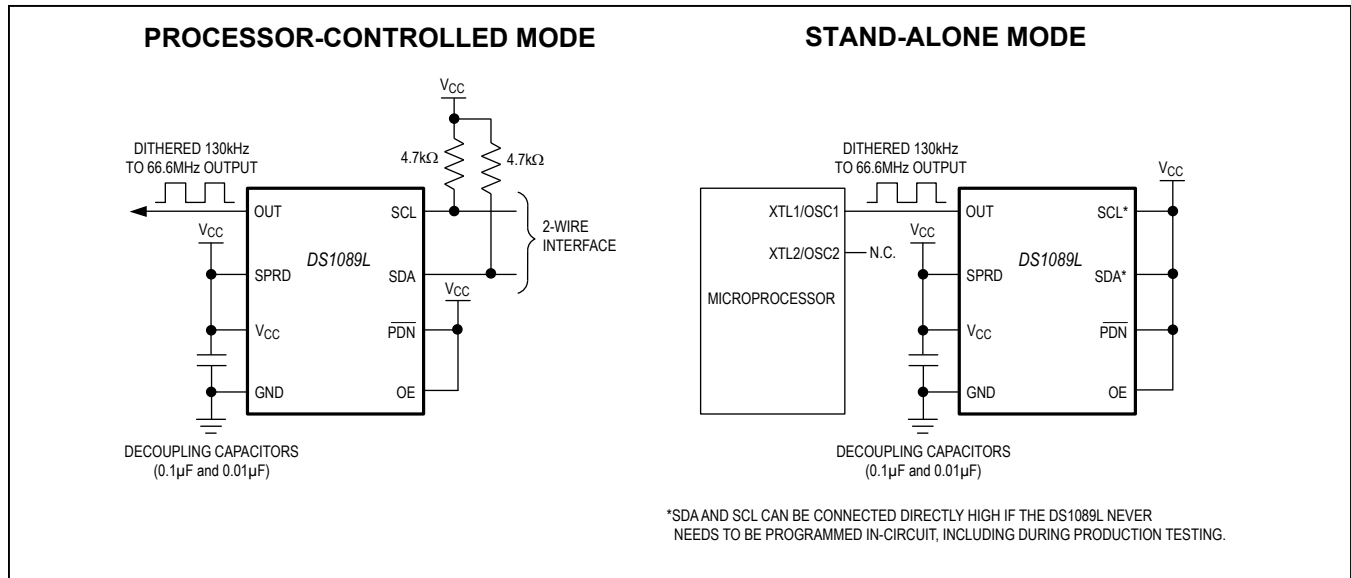 PROCESSOR-CONTROLLED MODE
VCC
DITHERED 130kHz
TO 66.6MHz OUTPUT
4.7kΩ
4.7kΩ
OUT
SCL
VCC
2-WIRE
INTERFACE
DS1089L
SPRD
SDA
VCC
VCC
PDN
GND
OE
DECOUPLING CAPACITORS
(0.1µF and 0.01µF)
STAND-ALONE MODE
DITHERED 130kHz
TO 66.6MHz OUTPUT
VCC
XTL1/OSC1
OUT
SCL*
VCC
XTL2/OSC2
N.C.
DS1089L
SPRD
SDA*
MICROPROCESSOR
VCC
PDN
GND
OE
DECOUPLING CAPACITORS
(0.1µF and 0.01µF)
*SDA AND SCL CAN BE CONNECTED DIRECTLY HIGH IF THE DS1089L NEVER
NEEDS TO BE PROGRAMMED IN-CIRCUIT, INCLUDING DURING PRODUCTION TESTING.